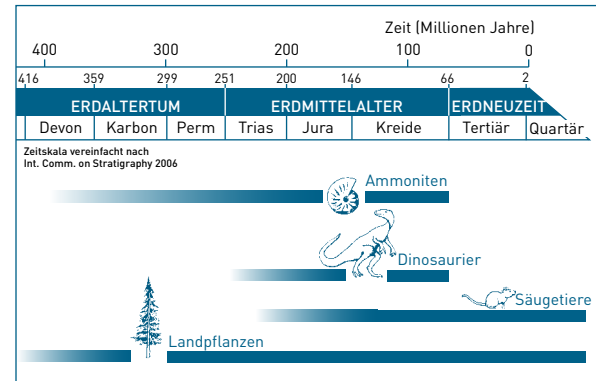 Zeit (Millionen Jahre)
400 300 200 100 0
416 359 299 251 200 146 66 2
ERDALTERTUM ERDMITTELALTER ERDNEUZEIT
Devon Karbon Perm Trias Jura Kreide Tertiär Quartär
Zeitskala vereinfacht nach
Int. Comm. on Stratigraphy 2006
Ammoniten
Dinosaurier
Säugetiere
Landpflanzen